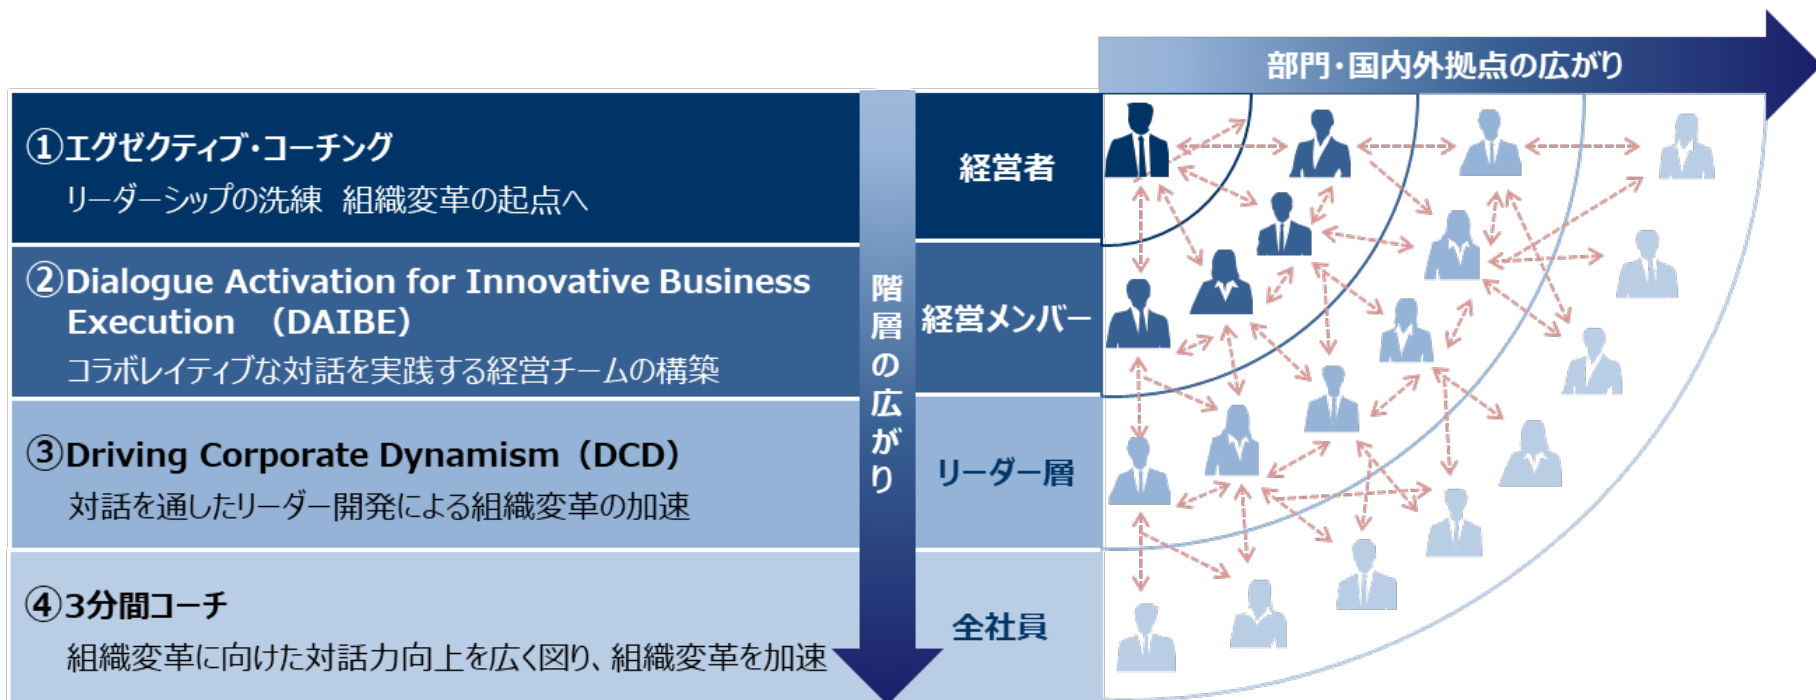 部門・国内外拠点の広がり
①エグゼクティブ・コーチング
リーダーシップの洗練　組織変革の起点へ
経営者
②Dialogue Activation for Innovative Business
Execution　（DAIBE）
コラボレイティブな対話を実践する経営チームの構築
経営メンバー
階層の広がり
③Driving Corporate Dynamism（DCD）
対話を通したリーダー開発による組織変革の加速
リーダー層
④3分間コーチ
組織変革に向けた対話力向上を広く図り、組織変革を加速
全社員